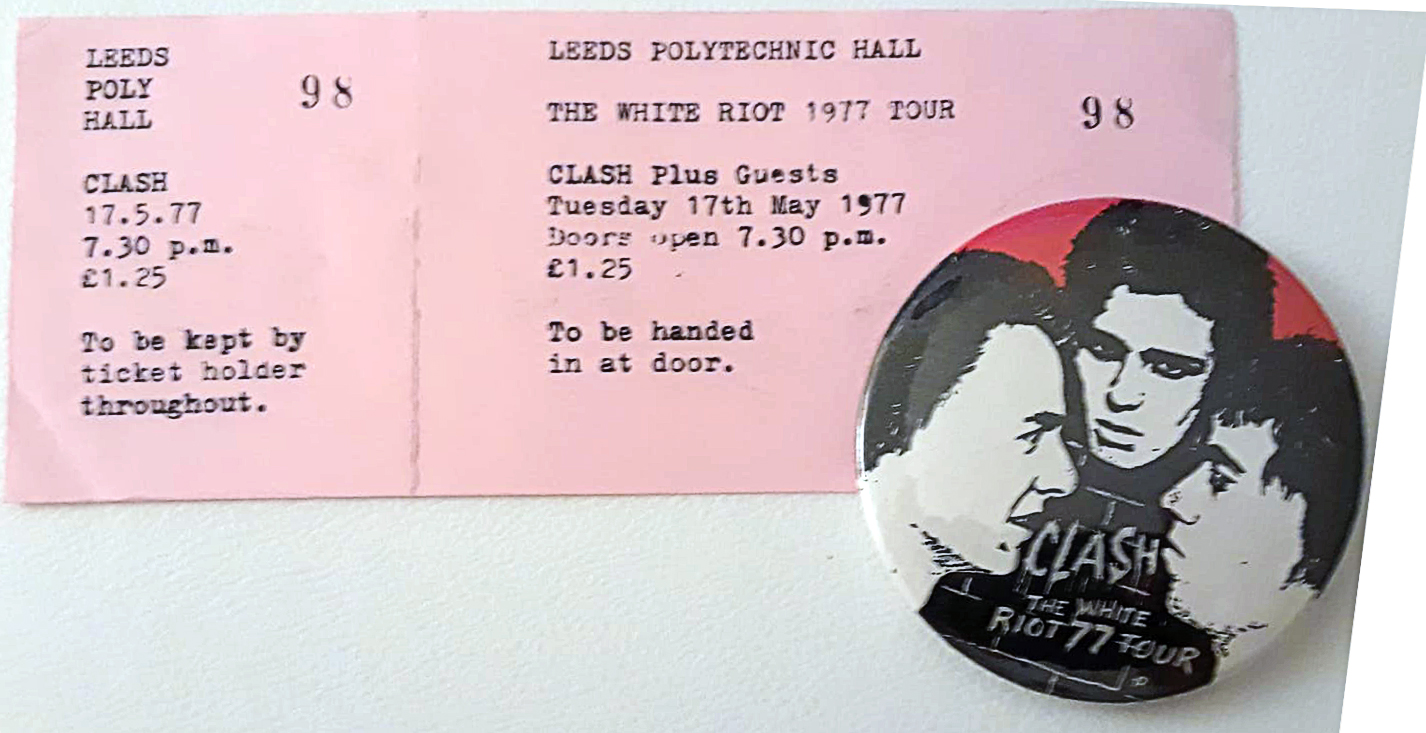 LEEDS
POLY
HALL
98
CLASH
17.5.77
7.30 p.m.
£1.25
To be kept by
ticket holder
throughout.
LEEDS POLYTECHNIC HALL
THE WHITE RIOT 1977 TOUR
98
CLASH Plus Guests
Tuesday 17th May 1977
Doors open 7.30 p.m.
£1.25
To be handed
in at door.
CLASH
THE WHITE
RIOT 77 TOUR